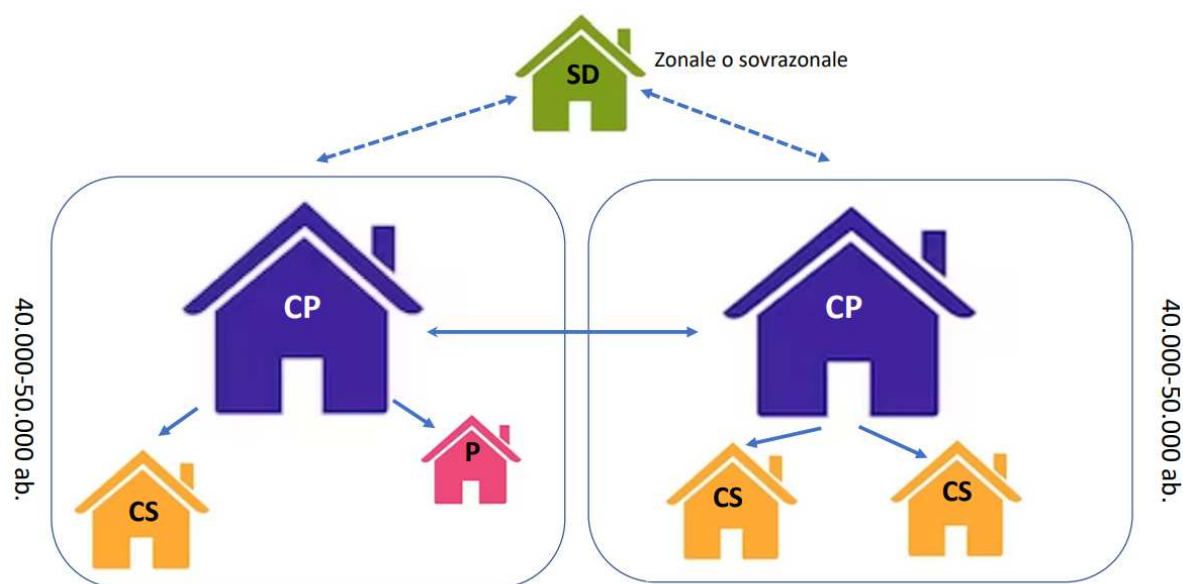 SD
Zonale o sovrazonale
40.000-50.000 ab.
CP
CS
P
CP
CS
CS
40.000-50.000 ab.